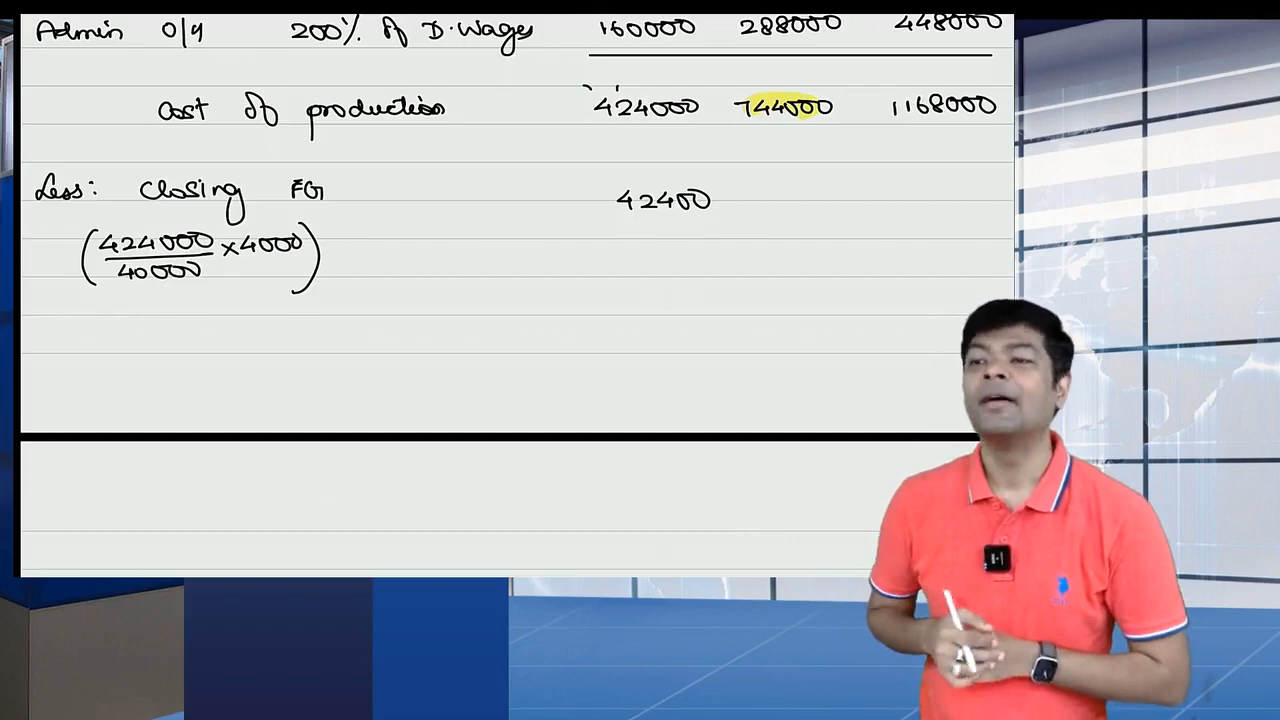 Admin O/H 200% of D.Wages 160000 288000 448000
Cost of production 424000 744000 1168000
Less: Closing FG 42400
(424000/40000 × 4000)